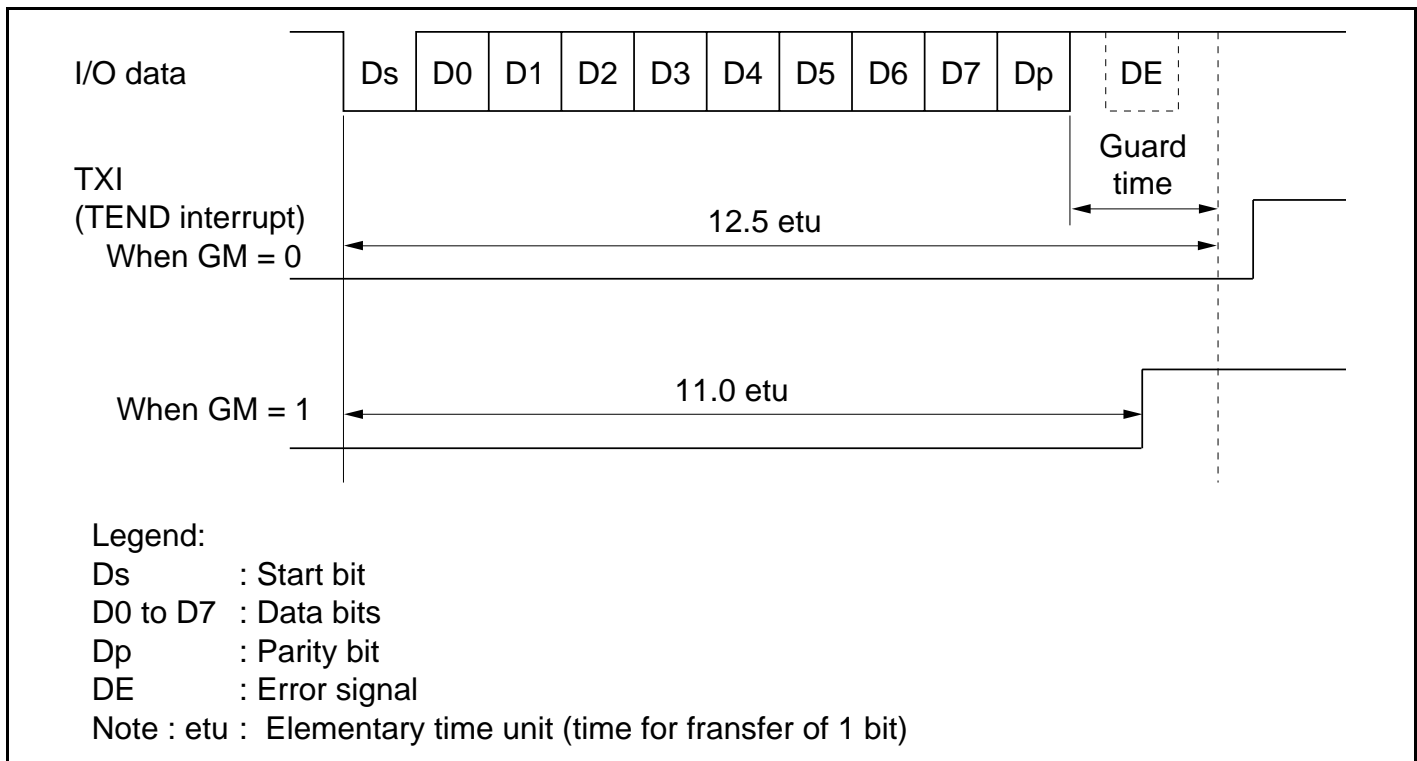 I/O data
Ds D0 D1 D2 D3 D4 D5 D6 D7 Dp DE
Guard
time
TXI
(TEND interrupt)
When GM = 0
12.5 etu
When GM = 1
11.0 etu
Legend:
Ds : Start bit
D0 to D7 : Data bits
Dp : Parity bit
DE : Error signal
Note : etu : Elementary time unit (time for fransfer of 1 bit)